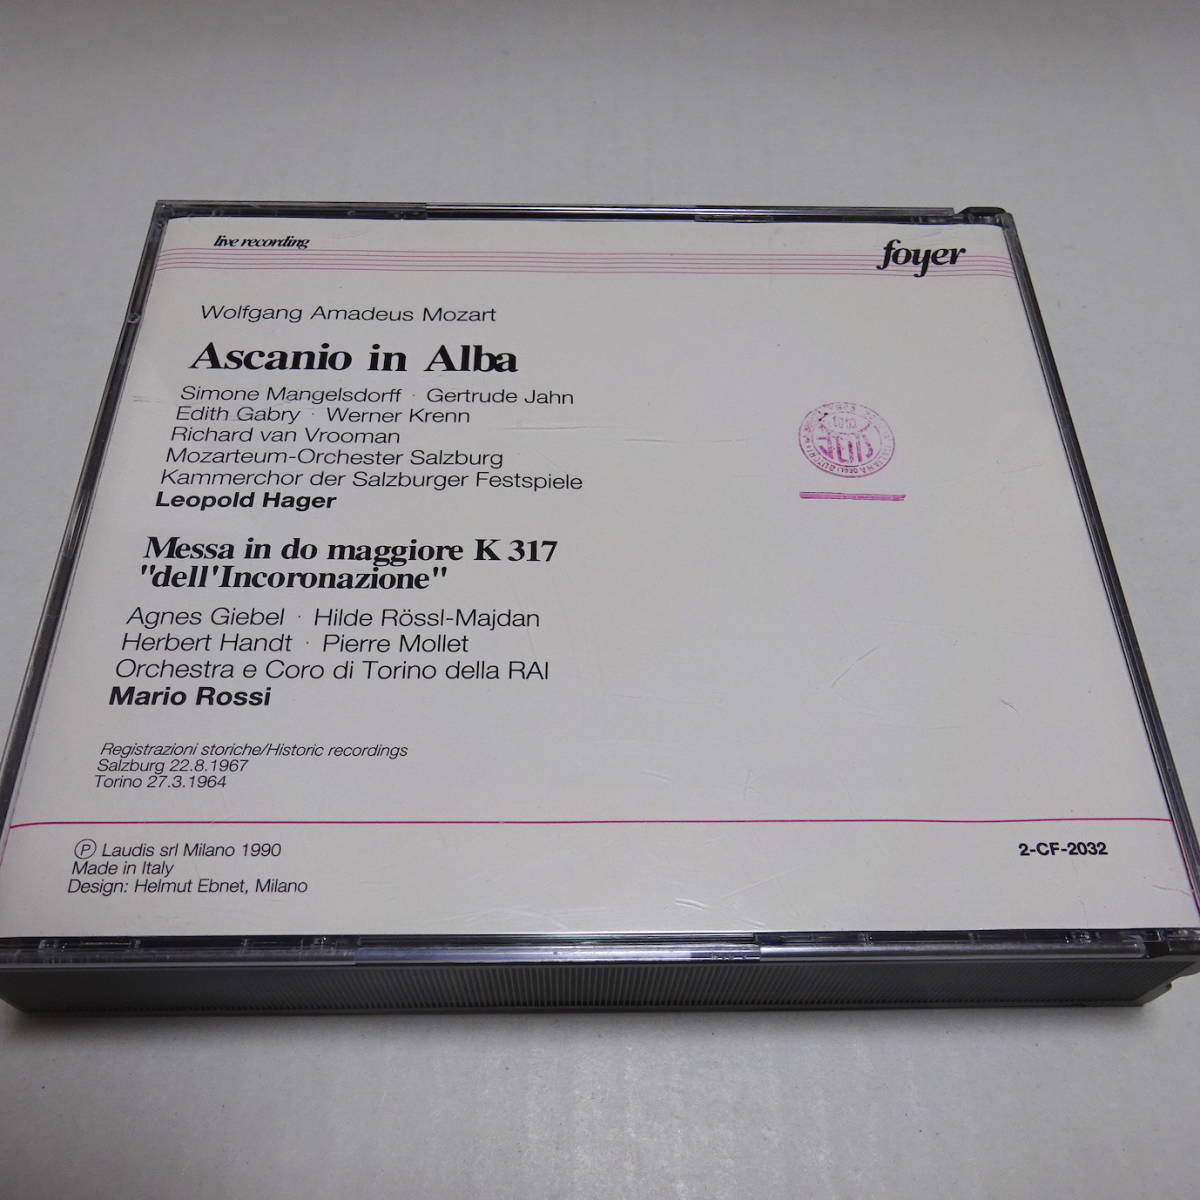 live recording
foyer
Wolfgang Amadeus Mozart
Ascanio in Alba
Simone Mangelsdorff · Gertrude Jahn
Edith Gabry · Werner Krenn
Richard van Vrooman
Mozarteum-Orchester Salzburg
Kammerchor der Salzburger Festspiele
Leopold Hager
Messa in do maggiore K 317
"dell'Incoronazione"
Agnes Giebel · Hilde Rössl-Majdan
Herbert Handt · Pierre Mollet
Orchestra e Coro di Torino della RAI
Mario Rossi
Registrazioni storiche/Historic recordings
Salzburg 22.8.1967
Torino 27.3.1964
Ⓟ Laudis srl Milano 1990
Made in Italy
Design: Helmut Ebnet, Milano
2-CF-2032